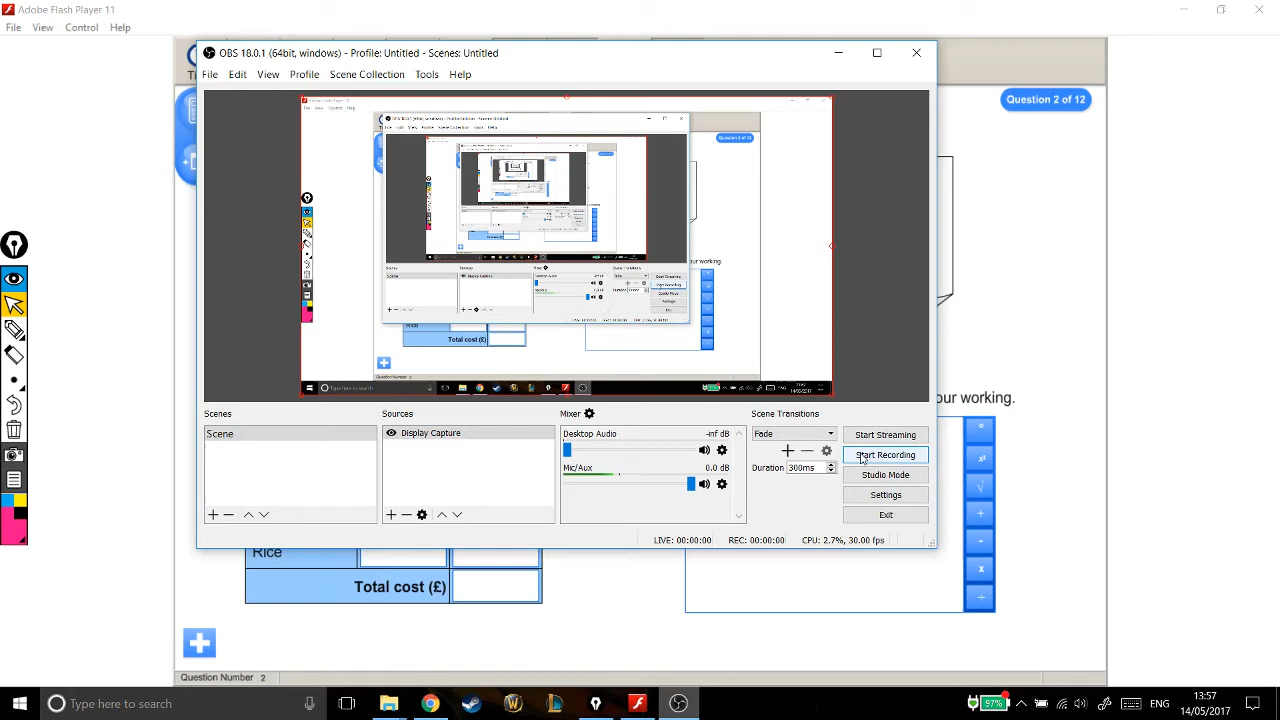 Adobe Flash Player 11
File View Control Help
OBS 18.0.1 (64bit, windows) - Profile: Untitled - Scenes: Untitled
File Edit View Profile Scene Collection Tools Help
Question 2 of 12
Scenes
Scene
Sources
Display Capture
Mixer
Desktop Audio -inf dB
Mic/Aux 0.0 dB
Scene Transitions
Fade
Duration 300ms
Start Streaming
Start Recording
Studio Mode
Settings
Exit
LIVE: 00:00:00 REC: 00:00:00 CPU: 2.7%, 30.00 fps
our working.
Rice
Total cost (£)
Question Number 2
Type here to search
97%
ENG
13:57
14/05/2017